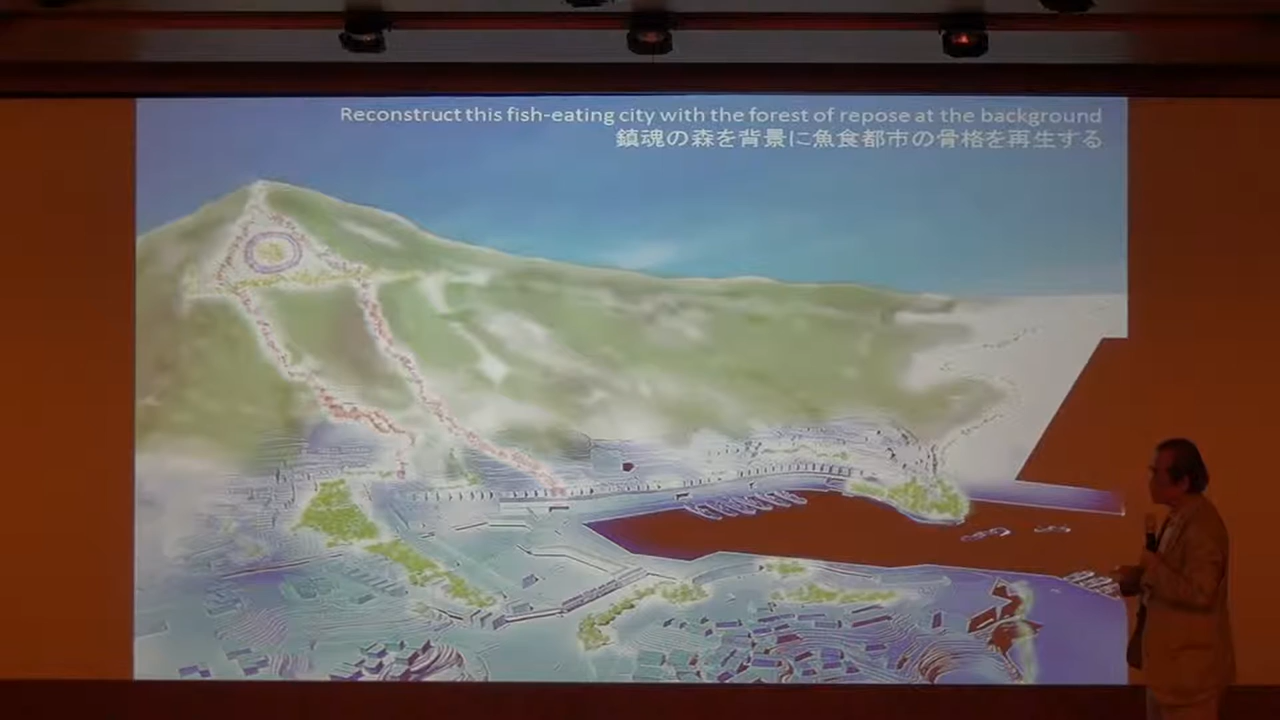 Reconstruct this fish-eating city with the forest of repose at the background
鎮魂の森を背景に魚食都市の骨格を再生する